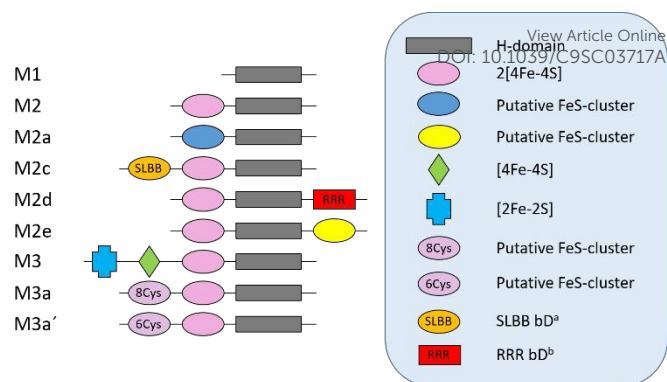 View Article Online
DOI: 10.1039/C9SC03717A
M1
M2
M2a
M2c SLBB
M2d RRR
M2e
M3
M3a 8Cys
M3a´ 6Cys
H-domain
2[4Fe-4S]
Putative FeS-cluster
Putative FeS-cluster
[4Fe-4S]
[2Fe-2S]
8Cys Putative FeS-cluster
6Cys Putative FeS-cluster
SLBB SLBB bDᵃ
RRR RRR bDᵇ